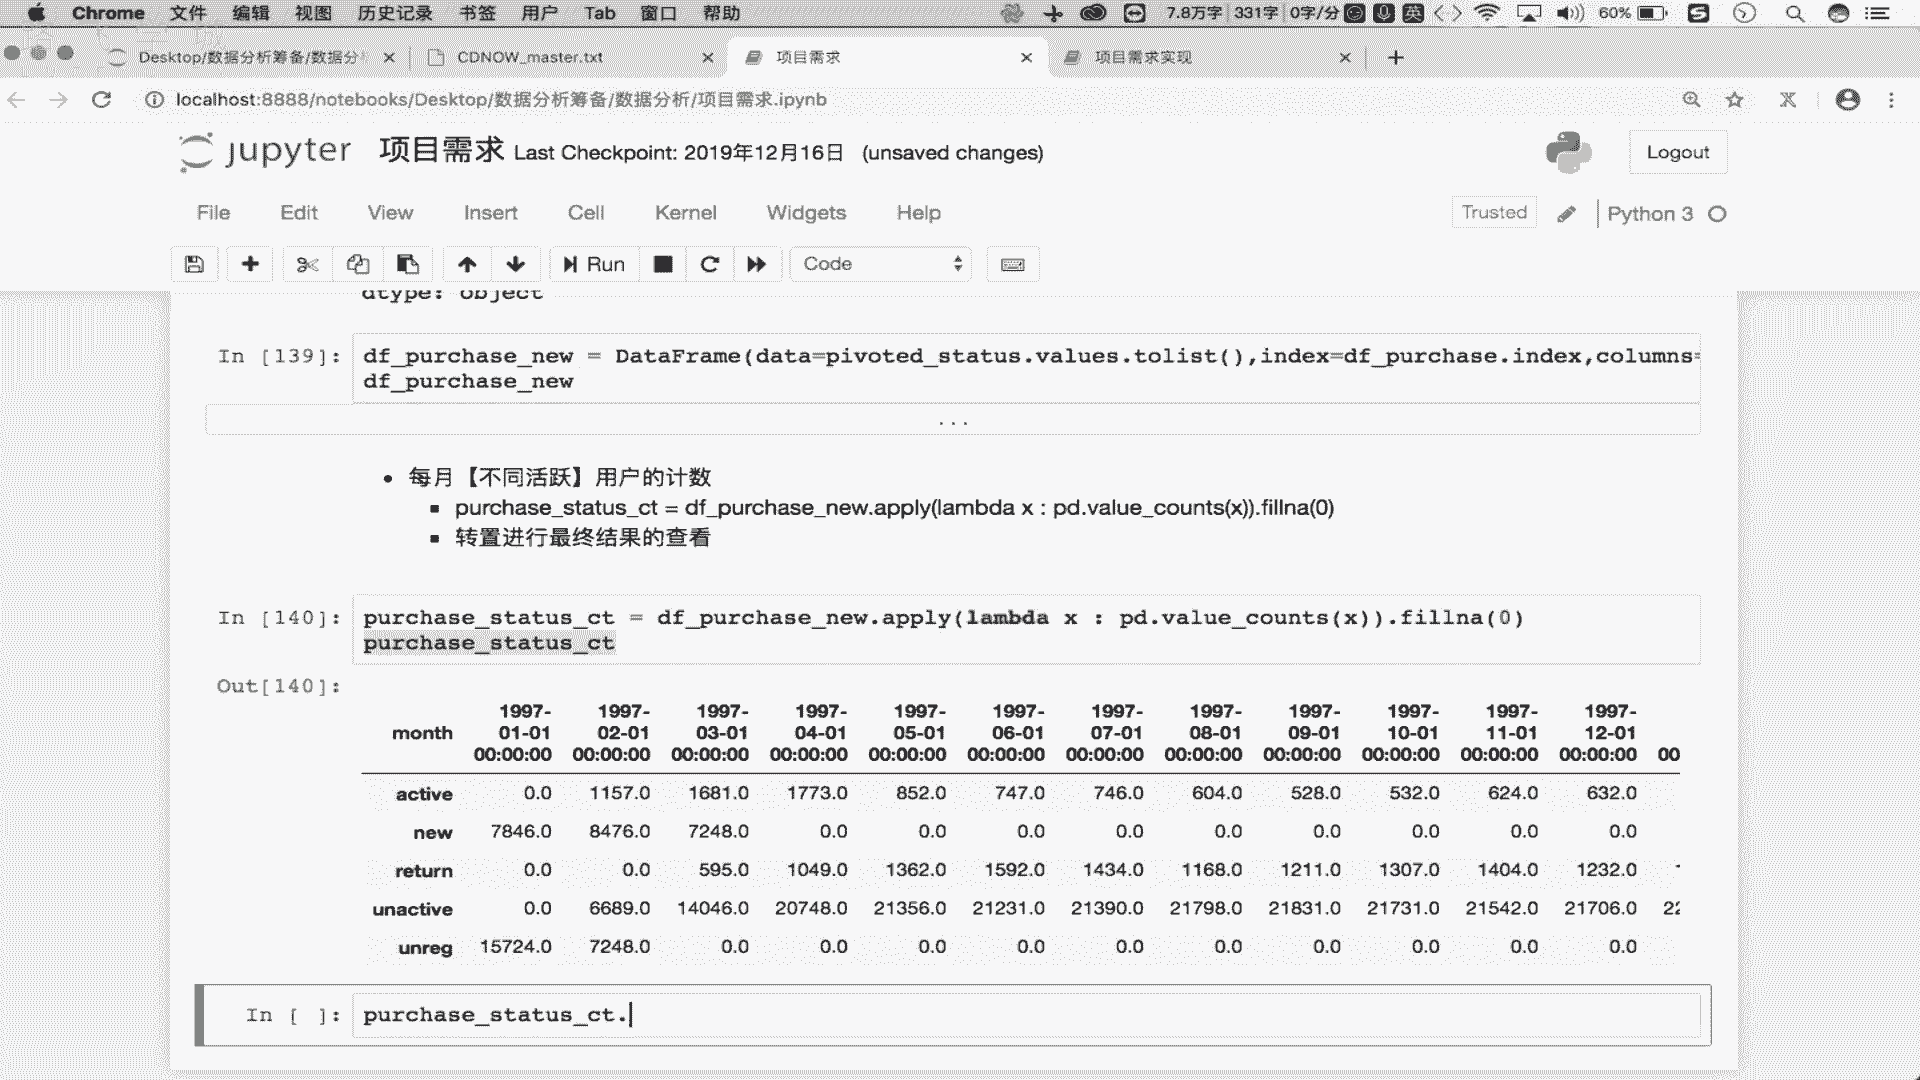 Chrome 文件 编辑 视图 历史记录 书签 用户 Tab 窗口 帮助 7.8万字 331字 0字/分 英 60%
Desktop/数据分析筹备/数据分 CDNOW_master.txt 项目需求 项目需求实现
localhost:8888/notebooks/Desktop/数据分析筹备/数据分析/项目需求.ipynb
jupyter 项目需求 Last Checkpoint: 2019年12月16日 (unsaved changes) Logout
File Edit View Insert Cell Kernel Widgets Help Trusted Python 3
Run Code
dtype: object
In [139]: df_purchase_new = DataFrame(data=pivoted_status.values.tolist(),index=df_purchase.index,columns=
df_purchase_new
...
• 每月【不同活跃】用户的计数
▪ purchase_status_ct = df_purchase_new.apply(lambda x : pd.value_counts(x)).fillna(0)
▪ 转置进行最终结果的查看
In [140]: purchase_status_ct = df_purchase_new.apply(lambda x : pd.value_counts(x)).fillna(0)
purchase_status_ct
Out[140]:
month 1997-01-01 00:00:00 1997-02-01 00:00:00 1997-03-01 00:00:00 1997-04-01 00:00:00 1997-05-01 00:00:00 1997-06-01 00:00:00 1997-07-01 00:00:00 1997-08-01 00:00:00 1997-09-01 00:00:00 1997-10-01 00:00:00 1997-11-01 00:00:00 1997-12-01 00:00:00 00
active 0.0 1157.0 1681.0 1773.0 852.0 747.0 746.0 604.0 528.0 532.0 624.0 632.0
new 7846.0 8476.0 7248.0 0.0 0.0 0.0 0.0 0.0 0.0 0.0 0.0 0.0
return 0.0 0.0 595.0 1049.0 1362.0 1592.0 1434.0 1168.0 1211.0 1307.0 1404.0 1232.0
unactive 0.0 6689.0 14046.0 20748.0 21356.0 21231.0 21390.0 21798.0 21831.0 21731.0 21542.0 21706.0 22
unreg 15724.0 7248.0 0.0 0.0 0.0 0.0 0.0 0.0 0.0 0.0 0.0 0.0
In [ ]: purchase_status_ct.